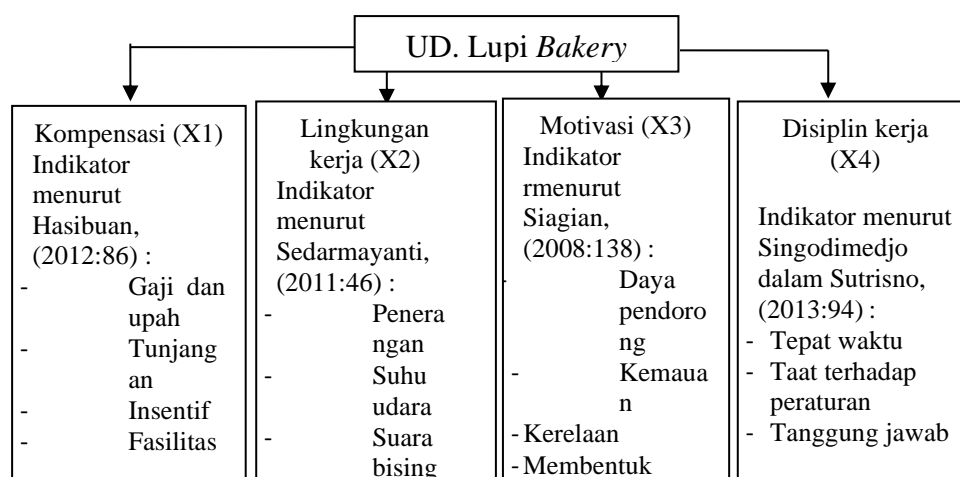 UD. Lupi Bakery
Kompensasi (X1)
Indikator
menurut
Hasibuan,
(2012:86) :
- Gaji dan
upah
- Tunjang
an
- Insentif
- Fasilitas
Lingkungan
kerja (X2)
Indikator
menurut
Sedarmayanti,
(2011:46) :
- Penera
ngan
- Suhu
udara
- Suara
bising
Motivasi (X3)
Indikator
rmenurut
Siagian,
(2008:138) :
- Daya
pendoro
ng
- Kemaua
n
- Kerelaan
- Membentuk
Disiplin kerja
(X4)
Indikator menurut
Singodimedjo
dalam Sutrisno,
(2013:94) :
- Tepat waktu
- Taat terhadap
peraturan
- Tanggung jawab